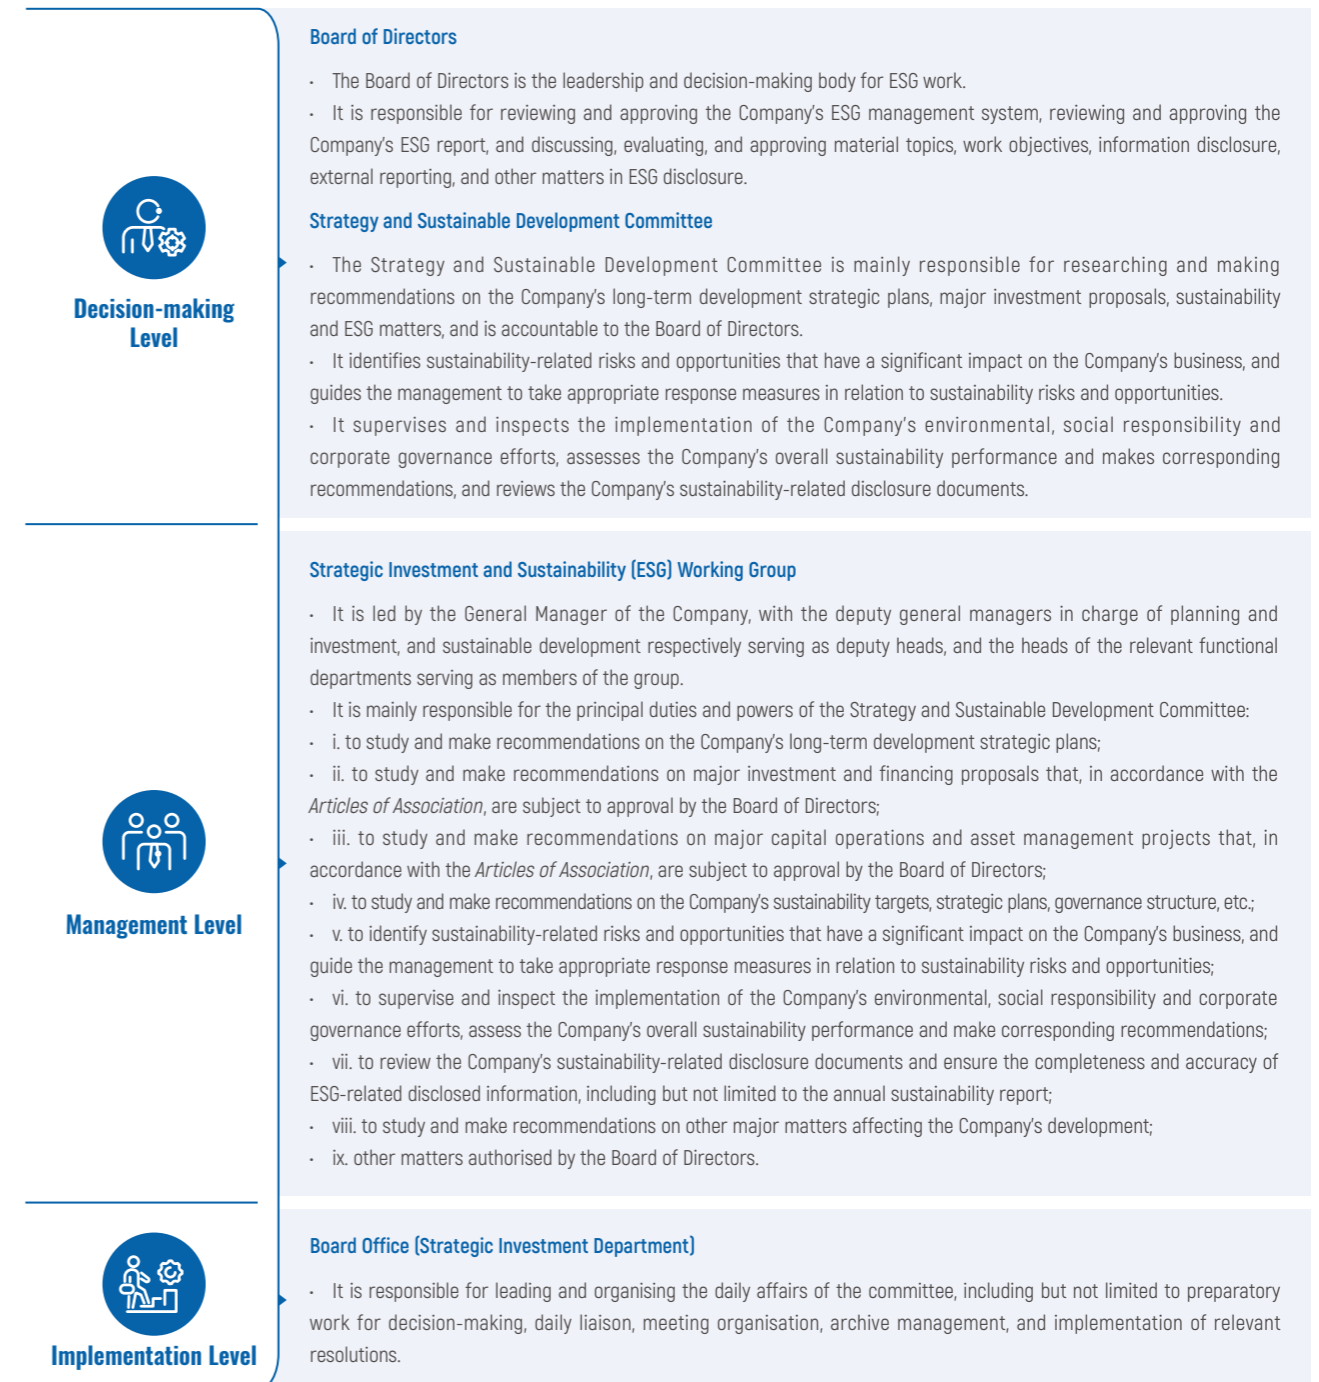 Board of Directors
· The Board of Directors is the leadership and decision-making body for ESG work.
· It is responsible for reviewing and approving the Company's ESG management system, reviewing and approving the
Company's ESG report, and discussing, evaluating, and approving material topics, work objectives, information disclosure,
external reporting, and other matters in ESG disclosure.
Strategy and Sustainable Development Committee
· The Strategy and Sustainable Development Committee is mainly responsible for researching and making
recommendations on the Company's long-term development strategic plans, major investment proposals, sustainability
and ESG matters, and is accountable to the Board of Directors.
· It identifies sustainability-related risks and opportunities that have a significant impact on the Company's business, and
guides the management to take appropriate response measures in relation to sustainability risks and opportunities.
· It supervises and inspects the implementation of the Company's environmental, social responsibility and
corporate governance efforts, assesses the Company's overall sustainability performance and makes corresponding
recommendations, and reviews the Company's sustainability-related disclosure documents.
Decision-making
Level
Strategic Investment and Sustainability (ESG) Working Group
· It is led by the General Manager of the Company, with the deputy general managers in charge of planning and
investment, and sustainable development respectively serving as deputy heads, and the heads of the relevant functional
departments serving as members of the group.
· It is mainly responsible for the principal duties and powers of the Strategy and Sustainable Development Committee:
· i. to study and make recommendations on the Company's long-term development strategic plans;
· ii. to study and make recommendations on major investment and financing proposals that, in accordance with the
Articles of Association, are subject to approval by the Board of Directors;
· iii. to study and make recommendations on major capital operations and asset management projects that, in
accordance with the Articles of Association, are subject to approval by the Board of Directors;
· iv. to study and make recommendations on the Company's sustainability targets, strategic plans, governance structure, etc.;
· v. to identify sustainability-related risks and opportunities that have a significant impact on the Company's business, and
guide the management to take appropriate response measures in relation to sustainability risks and opportunities;
· vi. to supervise and inspect the implementation of the Company's environmental, social responsibility and corporate
governance efforts, assess the Company's overall sustainability performance and make corresponding recommendations;
· vii. to review the Company's sustainability-related disclosure documents and ensure the completeness and accuracy of
ESG-related disclosed information, including but not limited to the annual sustainability report;
· viii. to study and make recommendations on other major matters affecting the Company's development;
· ix. other matters authorised by the Board of Directors.
Management Level
Board Office (Strategic Investment Department)
· It is responsible for leading and organising the daily affairs of the committee, including but not limited to preparatory
work for decision-making, daily liaison, meeting organisation, archive management, and implementation of relevant
resolutions.
Implementation Level